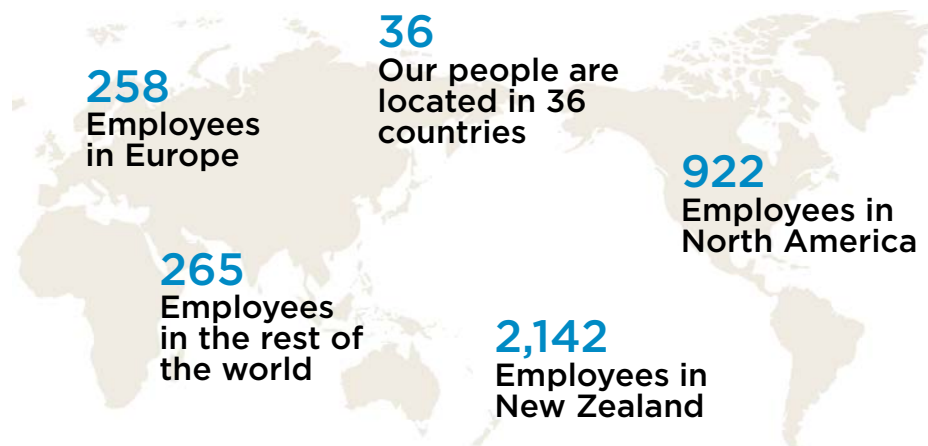 36
Our people are
located in 36
countries
258
Employees
in Europe
922
Employees in
North America
265
Employees
in the rest of
the world
2,142
Employees in
New Zealand